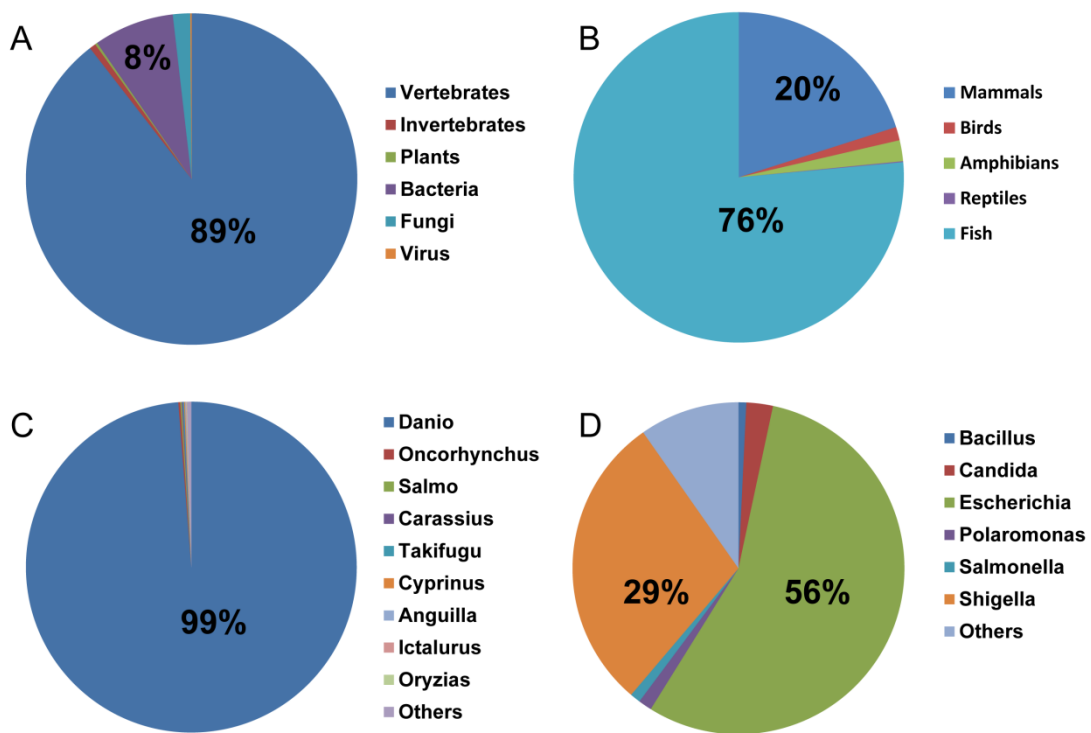 A
8%
89%
Vertebrates
Invertebrates
Plants
Bacteria
Fungi
Virus
B
20%
76%
Mammals
Birds
Amphibians
Reptiles
Fish
C
99%
Danio
Oncorhynchus
Salmo
Carassius
Takifugu
Cyprinus
Anguilla
Ictalurus
Oryzias
Others
D
29%
56%
Bacillus
Candida
Escherichia
Polaromonas
Salmonella
Shigella
Others